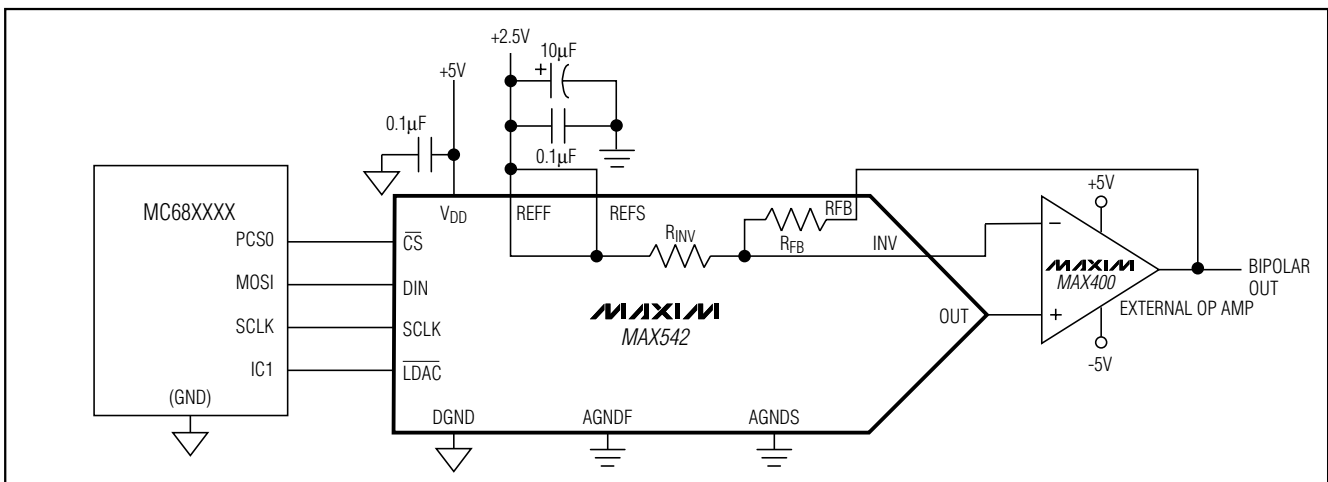 +2.5V
10µF
+
+5V
0.1µF
0.1µF
MC68XXXX
PCS0
MOSI
SCLK
IC1
(GND)
VDD
REFF
REFS
CS
DIN
SCLK
LDAC
RINV
RFB
RFB
INV
MAXIM
MAX542
OUT
DGND
AGNDF
AGNDS
+5V
−
MAXIM
MAX400
+
EXTERNAL OP AMP
-5V
BIPOLAR
OUT